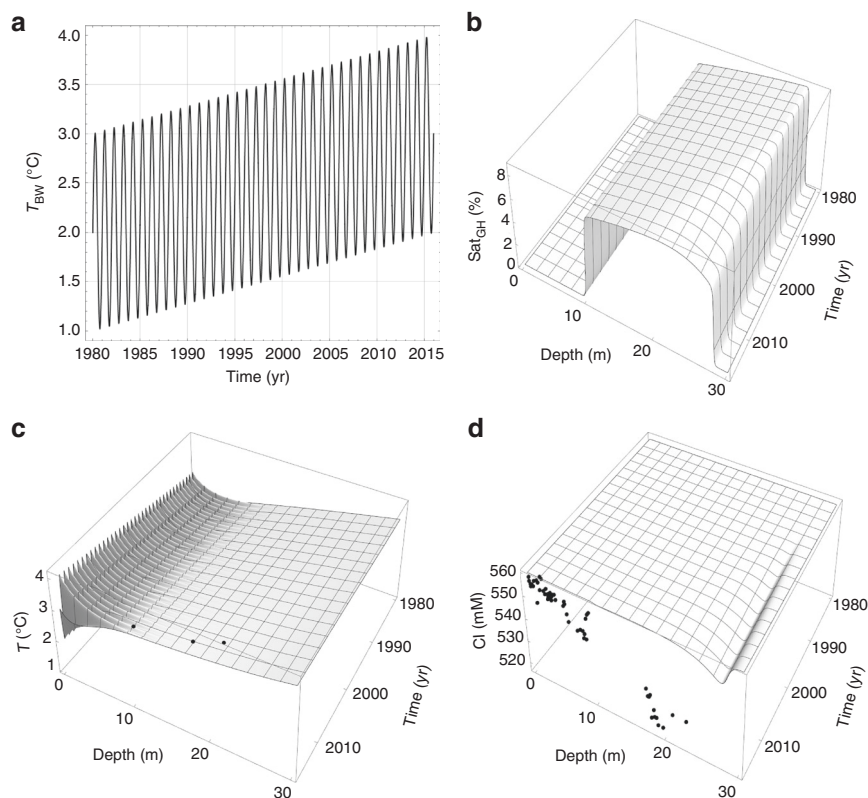 a
4.0
3.5
3.0
2.5
2.0
1.5
1.0
T_BW (°C)
1980 1985 1990 1995 2000 2005 2010 2015
Time (yr)
b
8
6
4
2
0
Sat_GH (%)
0
10
20
30
Depth (m)
1980
1990
2000
2010
Time (yr)
c
4
3
2
1
T (°C)
0
10
20
30
Depth (m)
1980
1990
2000
2010
Time (yr)
d
560
550
540
530
520
Cl (mM)
0
10
20
30
Depth (m)
1980
1990
2000
2010
Time (yr)